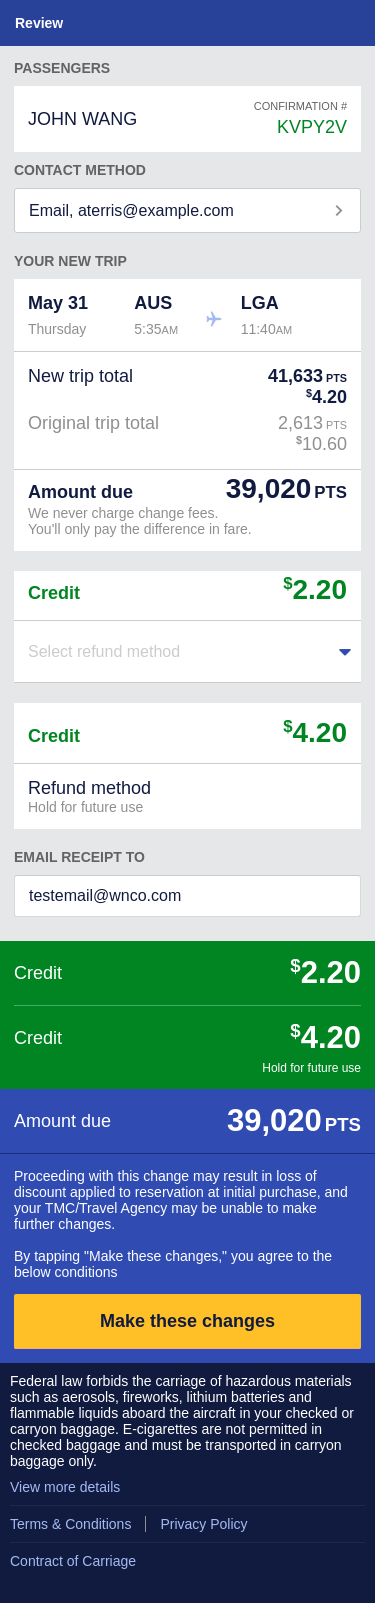 Review
PASSENGERS
JOHN WANG
CONFIRMATION #
KVPY2V
CONTACT METHOD
Email, aterris@example.com
YOUR NEW TRIP
May 31 AUS LGA
Thursday 5:35AM 11:40AM
New trip total 41,633 PTS
$4.20
Original trip total 2,613 PTS
$10.60
Amount due 39,020 PTS
We never charge change fees.
You'll only pay the difference in fare.
Credit $2.20
Select refund method
Credit $4.20
Refund method
Hold for future use
EMAIL RECEIPT TO
testemail@wnco.com
Credit $2.20
Credit $4.20
Hold for future use
Amount due 39,020 PTS
Proceeding with this change may result in loss of
discount applied to reservation at initial purchase, and
your TMC/Travel Agency may be unable to make
further changes.
By tapping "Make these changes," you agree to the
below conditions
Make these changes
Federal law forbids the carriage of hazardous materials
such as aerosols, fireworks, lithium batteries and
flammable liquids aboard the aircraft in your checked or
carryon baggage. E-cigarettes are not permitted in
checked baggage and must be transported in carryon
baggage only.
View more details
Terms & Conditions Privacy Policy
Contract of Carriage